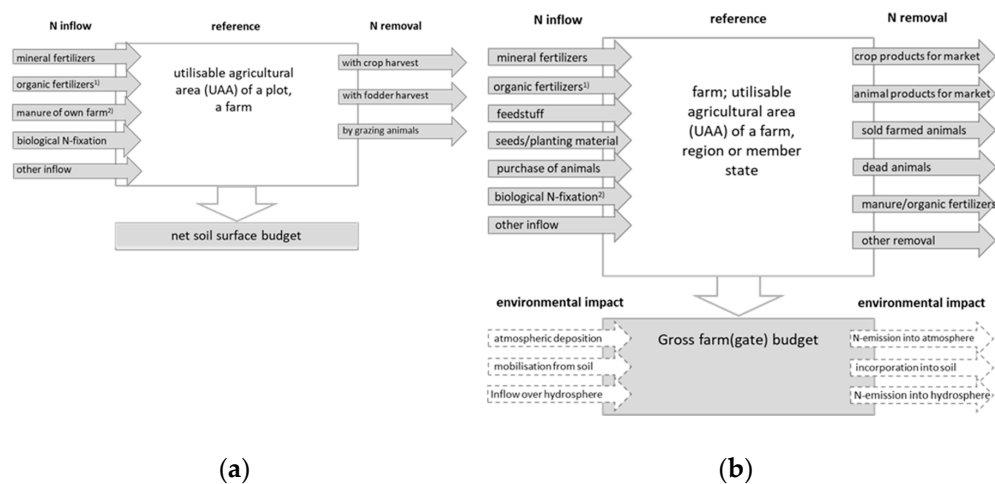 N inflow
reference
N removal
mineral fertilizers
organic fertilizers¹⁾
manure of own farm²⁾
biological N-fixation
other inflow
utilisable agricultural
area (UAA) of a plot,
a farm
with crop harvest
with fodder harvest
by grazing animals
net soil surface budget
(a)
N inflow
reference
N removal
mineral fertilizers
organic fertilizers¹⁾
feedstuff
seeds/planting material
purchase of animals
biological N-fixation²⁾
other inflow
farm; utilisable
agricultural area
(UAA) of a farm,
region or member
state
crop products for market
animal products for market
sold farmed animals
dead animals
manure/organic fertilizers
other removal
environmental impact
environmental impact
atmospheric deposition
mobilisation from soil
Inflow over hydrosphere
Gross farm(gate) budget
N-emission into atmosphere
incorporation into soil
N-emission into hydrosphere
(b)